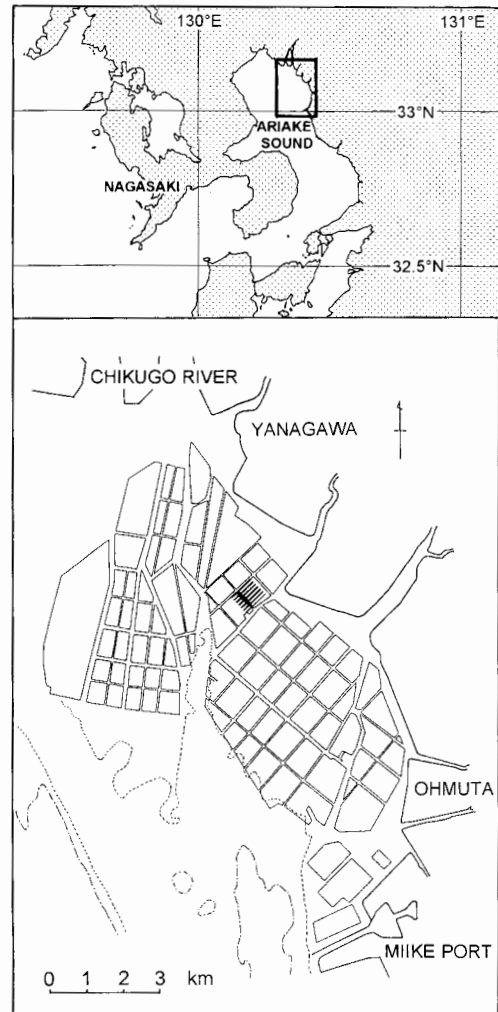 130°E
131°E
33°N
ARIAKE
SOUND
NAGASAKI
32.5°N
CHIKUGO RIVER
YANAGAWA
OHMUTA
MIIKE PORT
0 1 2 3 km